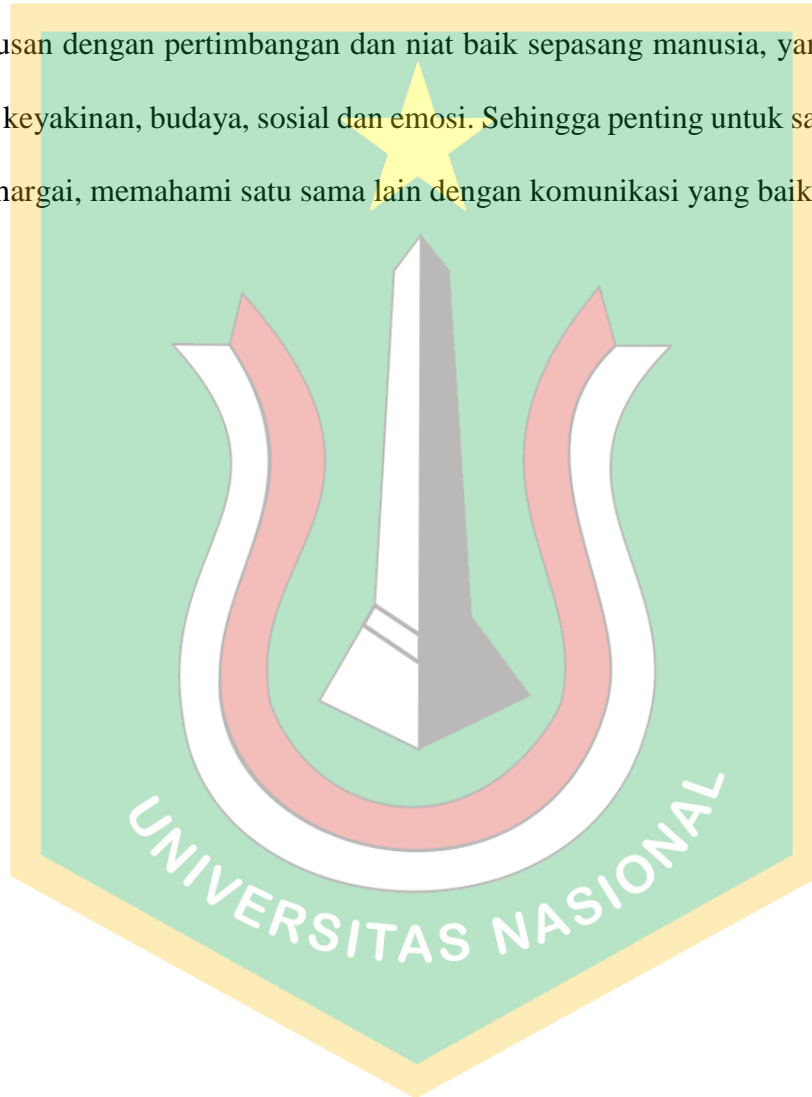 usan dengan pertimbangan dan niat baik sepasang manusia, yan
keyakinan, budaya, sosial dan emosi. Sehingga penting untuk sa
hargai, memahami satu sama lain dengan komunikasi yang baik
UNIVERSITAS NASIONAL